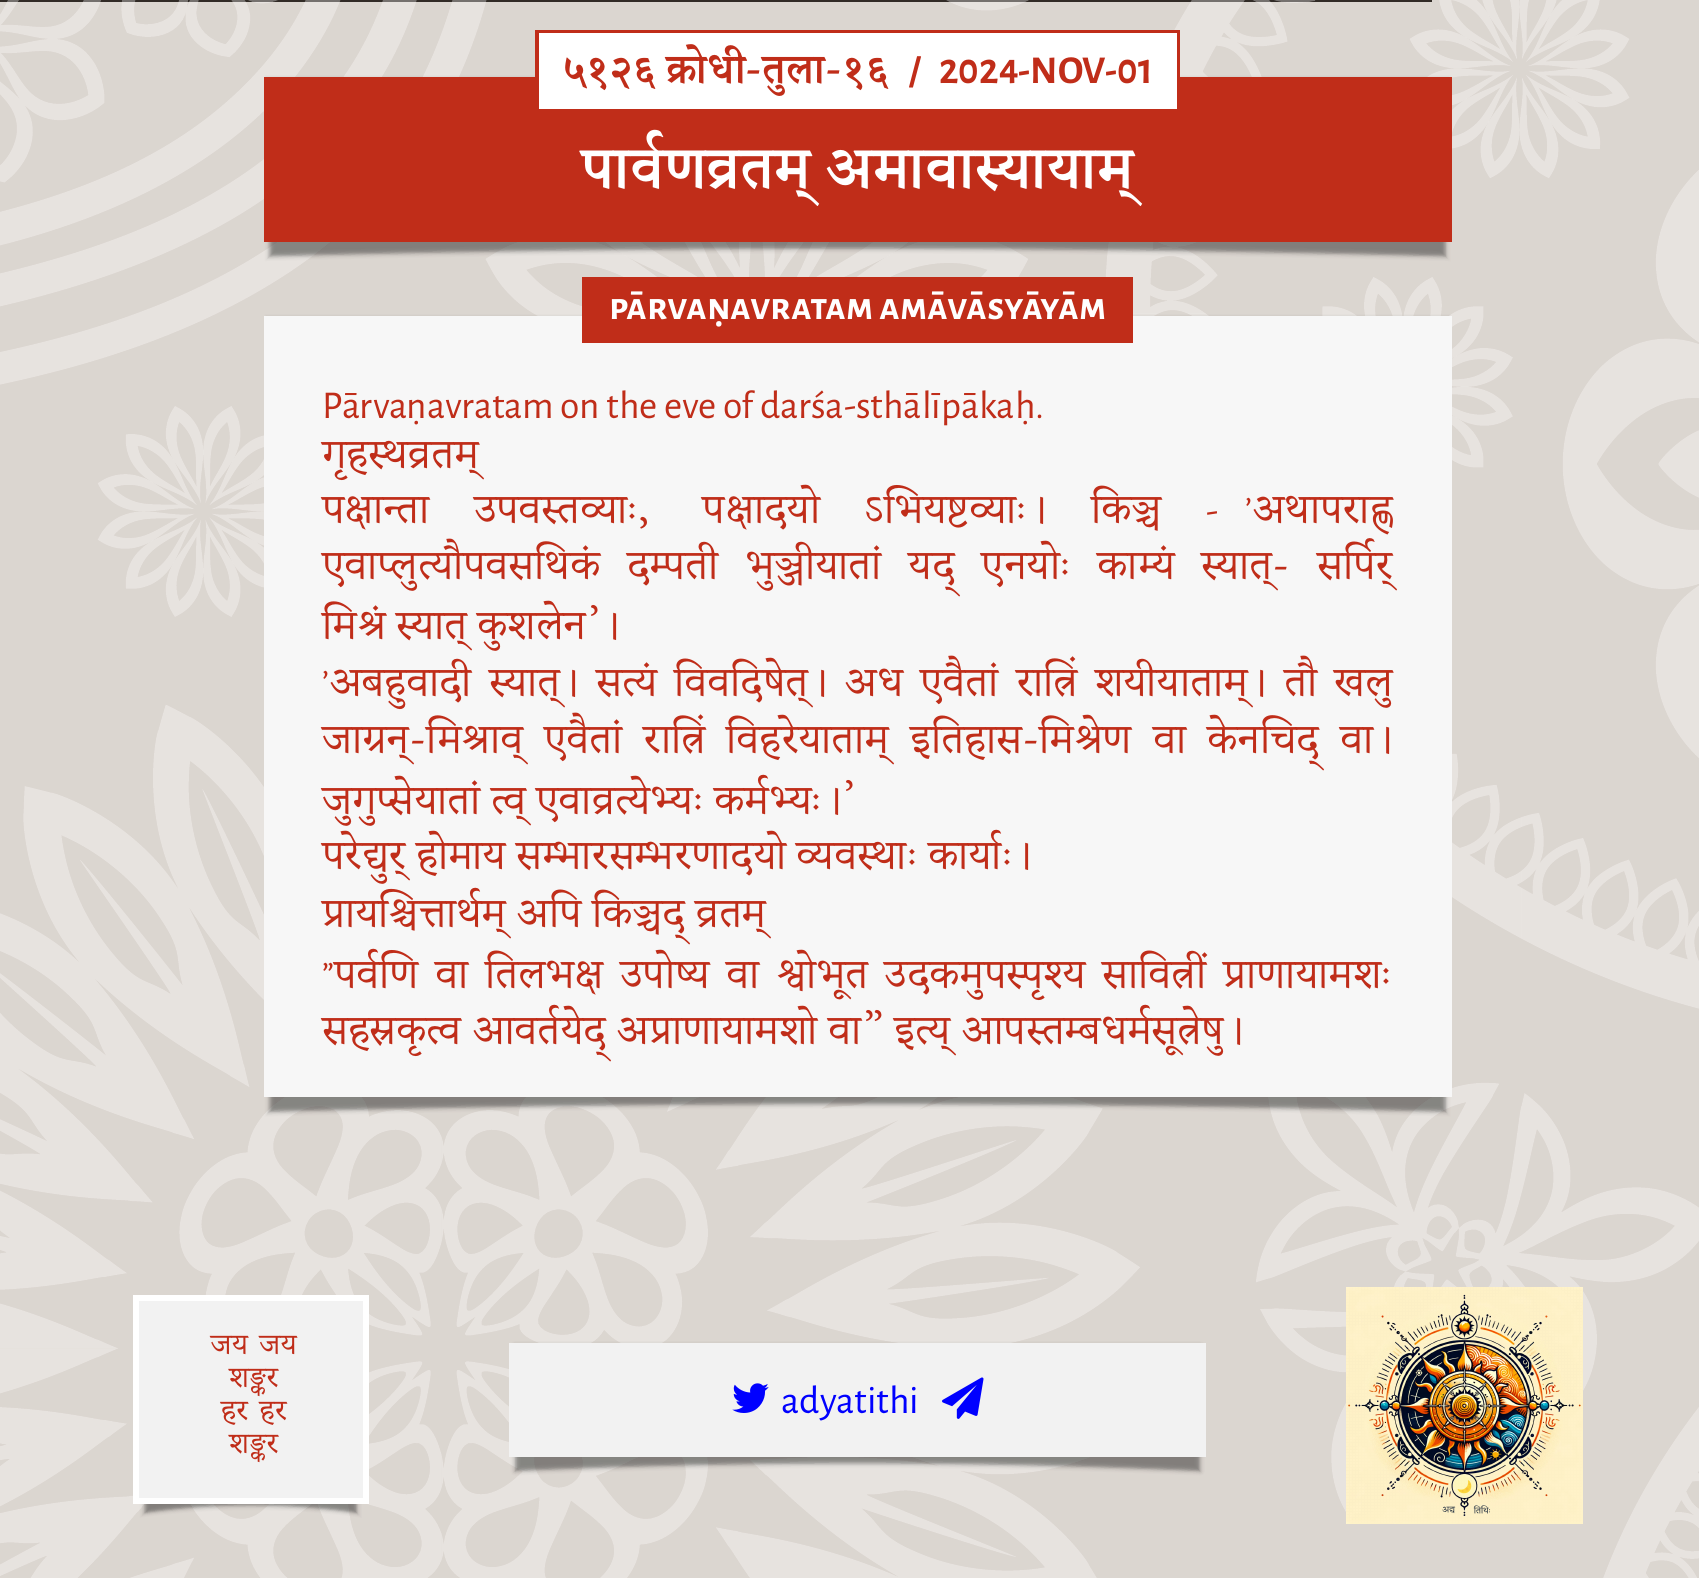 ५१२६ क्रोधी-तुला-१६ / 2024-NOV-01
पार्वणव्रतम् अमावास्यायाम्
PĀRVAṆAVRATAM AMĀVĀSYĀYĀM
Pārvaṇavratam on the eve of darśa-sthālīpākaḥ.
गृहस्थव्रतम्
पक्षान्ता उपवस्तव्याः, पक्षादयो ऽभियष्टव्याः। किञ्च - ’अथापराह्ण
एवाप्लुत्यौपवसथिकं दम्पती भुञ्जीयातां यद् एनयोः काम्यं स्यात्- सर्पिर्
मिश्रं स्यात् कुशलेन’।
’अबहुवादी स्यात्। सत्यं विवदिषेत्। अध एवैतां रात्रिं शयीयाताम्। तौ खलु
जाग्रन्-मिश्राव् एवैतां रात्रिं विहरेयाताम् इतिहास-मिश्रेण वा केनचिद् वा।
जुगुप्सेयातां त्व् एवाव्रत्येभ्यः कर्मभ्यः।’
परेद्युर् होमाय सम्भारसम्भरणादयो व्यवस्थाः कार्याः।
प्रायश्चित्तार्थम् अपि किञ्चद् व्रतम्
”पर्वणि वा तिलभक्ष उपोष्य वा श्वोभूत उदकमुपस्पृश्य सावित्रीं प्राणायामशः
सहस्रकृत्व आवर्तयेद् अप्राणायामशो वा” इत्य् आपस्तम्बधर्मसूत्रेषु।
जय जय
शङ्कर
हर हर
शङ्कर
adyatithi
अद्य तिथिः